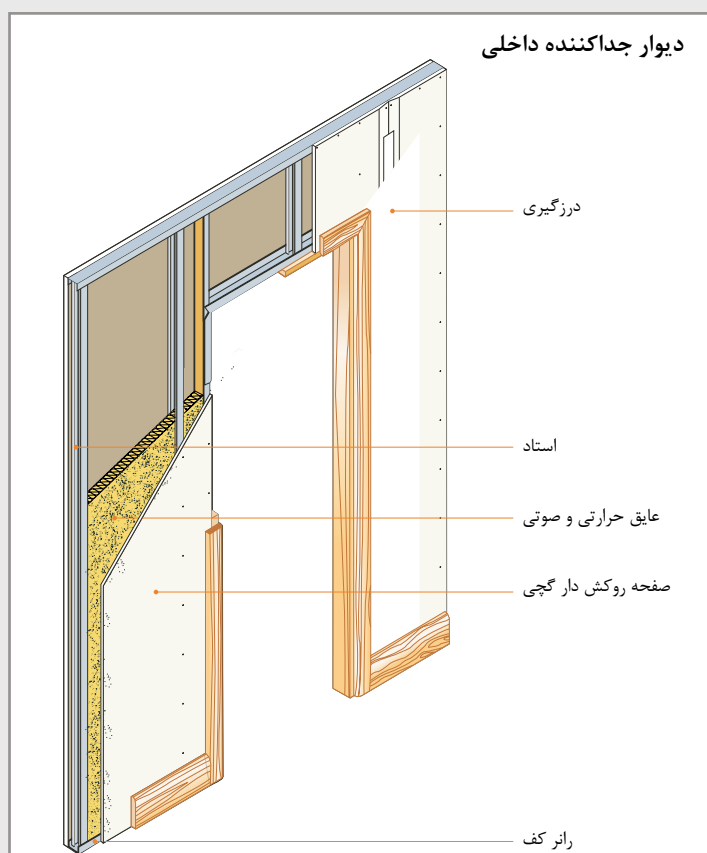 دیوار جداکننده داخلی
درزگیری
استاد
عایق حرارتی و صوتی
صفحه روکش دار گچی
رانر کف